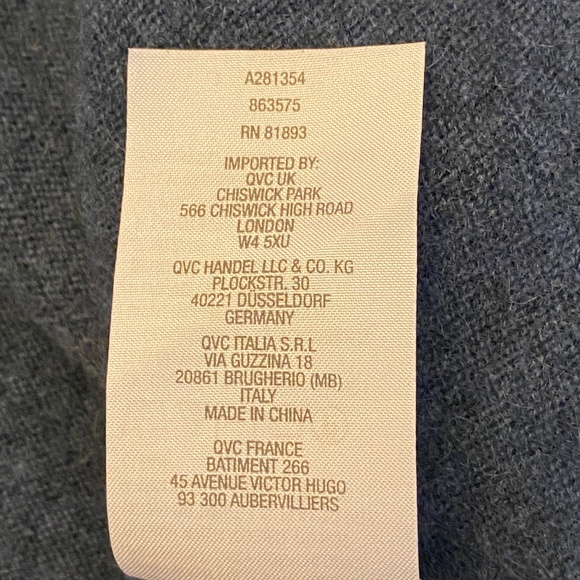 A281354
863575
RN 81893
IMPORTED BY:
QVC UK
CHISWICK PARK
566 CHISWICK HIGH ROAD
LONDON
W4 5XU
QVC HANDEL LLC & CO. KG
PLOCKSTR. 30
40221 DÜSSELDORF
GERMANY
QVC ITALIA S.R.L
VIA GUZZINA 18
20861 BRUGHERIO (MB)
ITALY
MADE IN CHINA
QVC FRANCE
BATIMENT 266
45 AVENUE VICTOR HUGO
93 300 AUBERVILLIERS